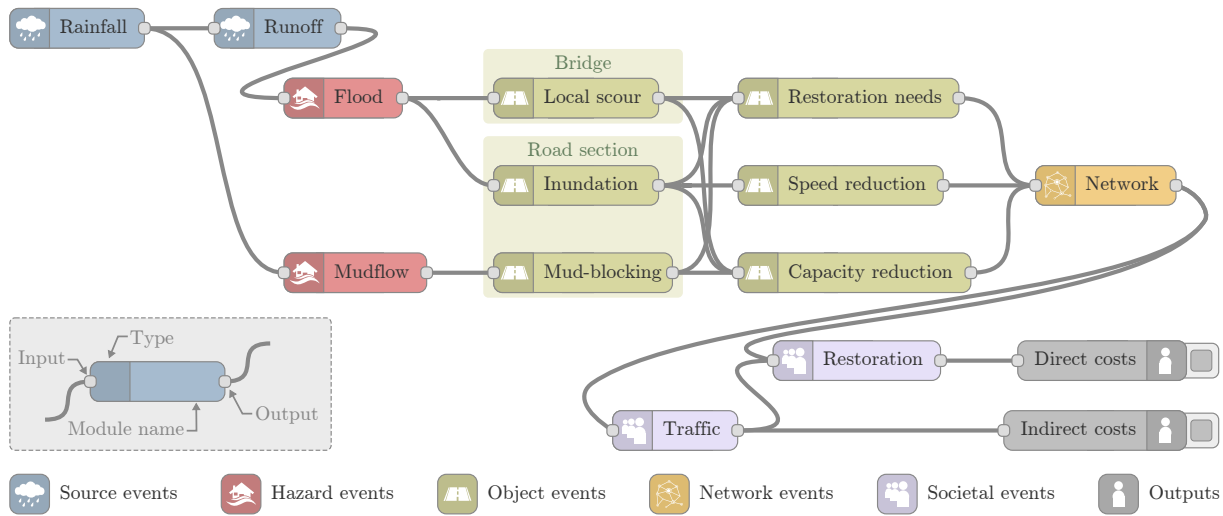 Rainfall
Runoff
Bridge
Flood
Local scour
Restoration needs
Road section
Inundation
Speed reduction
Network
Mudflow
Mud-blocking
Capacity reduction
Type
Input
Output
Module name
Restoration
Direct costs
Traffic
Indirect costs
Source events
Hazard events
Object events
Network events
Societal events
Outputs